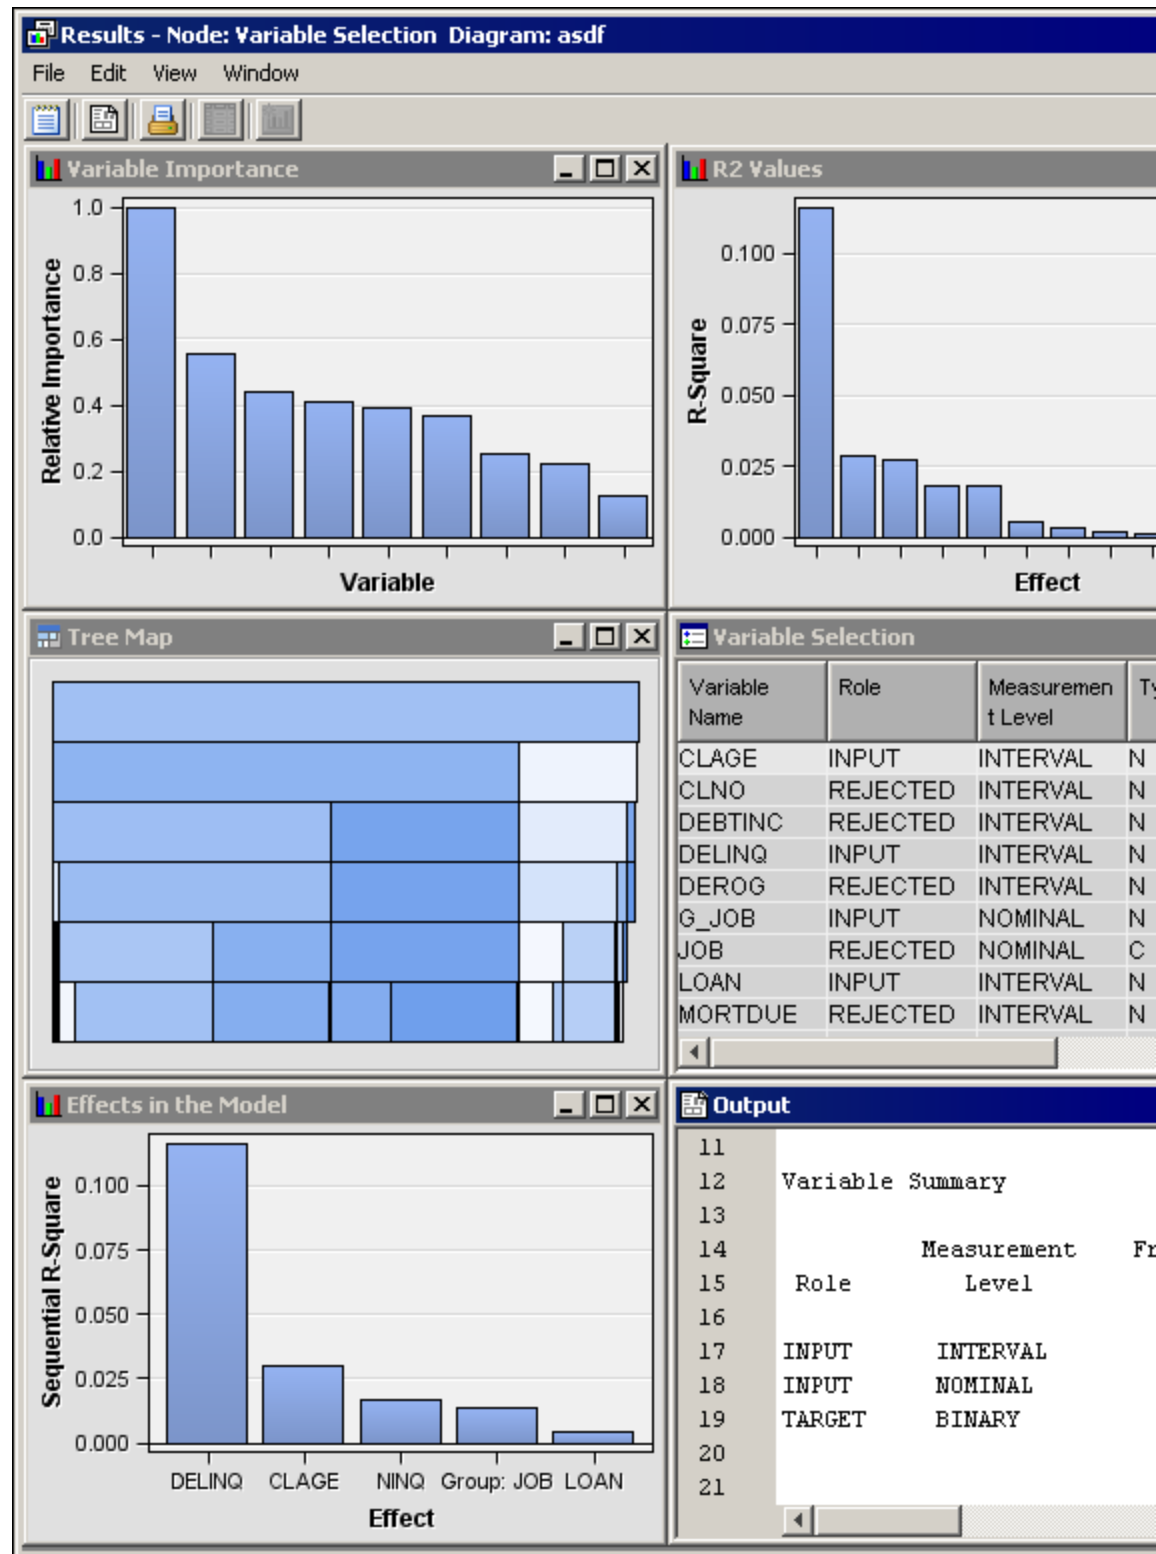 Results - Node: Variable Selection Diagram: asdf
File Edit View Window
Variable Importance
1.0
0.8
0.6
0.4
0.2
0.0
Relative Importance
Variable
R2 Values
0.100
0.075
0.050
0.025
0.000
R-Square
Effect
Tree Map
Variable Selection
Variable Name Role Measuremen t Level Ty
CLAGE INPUT INTERVAL N
CLNO REJECTED INTERVAL N
DEBTINC REJECTED INTERVAL N
DELINQ INPUT INTERVAL N
DEROG REJECTED INTERVAL N
G_JOB INPUT NOMINAL N
JOB REJECTED NOMINAL C
LOAN INPUT INTERVAL N
MORTDUE REJECTED INTERVAL N
Effects in the Model
0.100
0.075
0.050
0.025
0.000
Sequential R-Square
DELINQ CLAGE NINQ Group: JOB LOAN
Effect
Output
11
12 Variable Summary
13
14 Measurement Fr
15 Role Level
16
17 INPUT INTERVAL
18 INPUT NOMINAL
19 TARGET BINARY
20
21